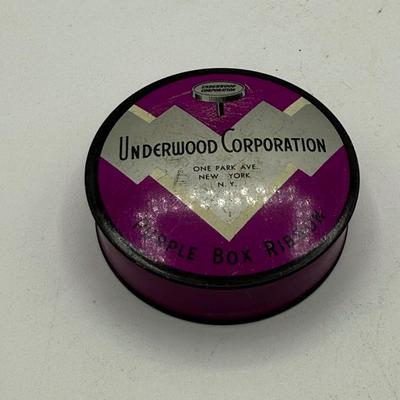 UNDERWOOD
CORPORATION
UNDERWOOD CORPORATION
ONE PARK AVE.
NEW YORK
N.Y.
PURPLE BOX RIBBON